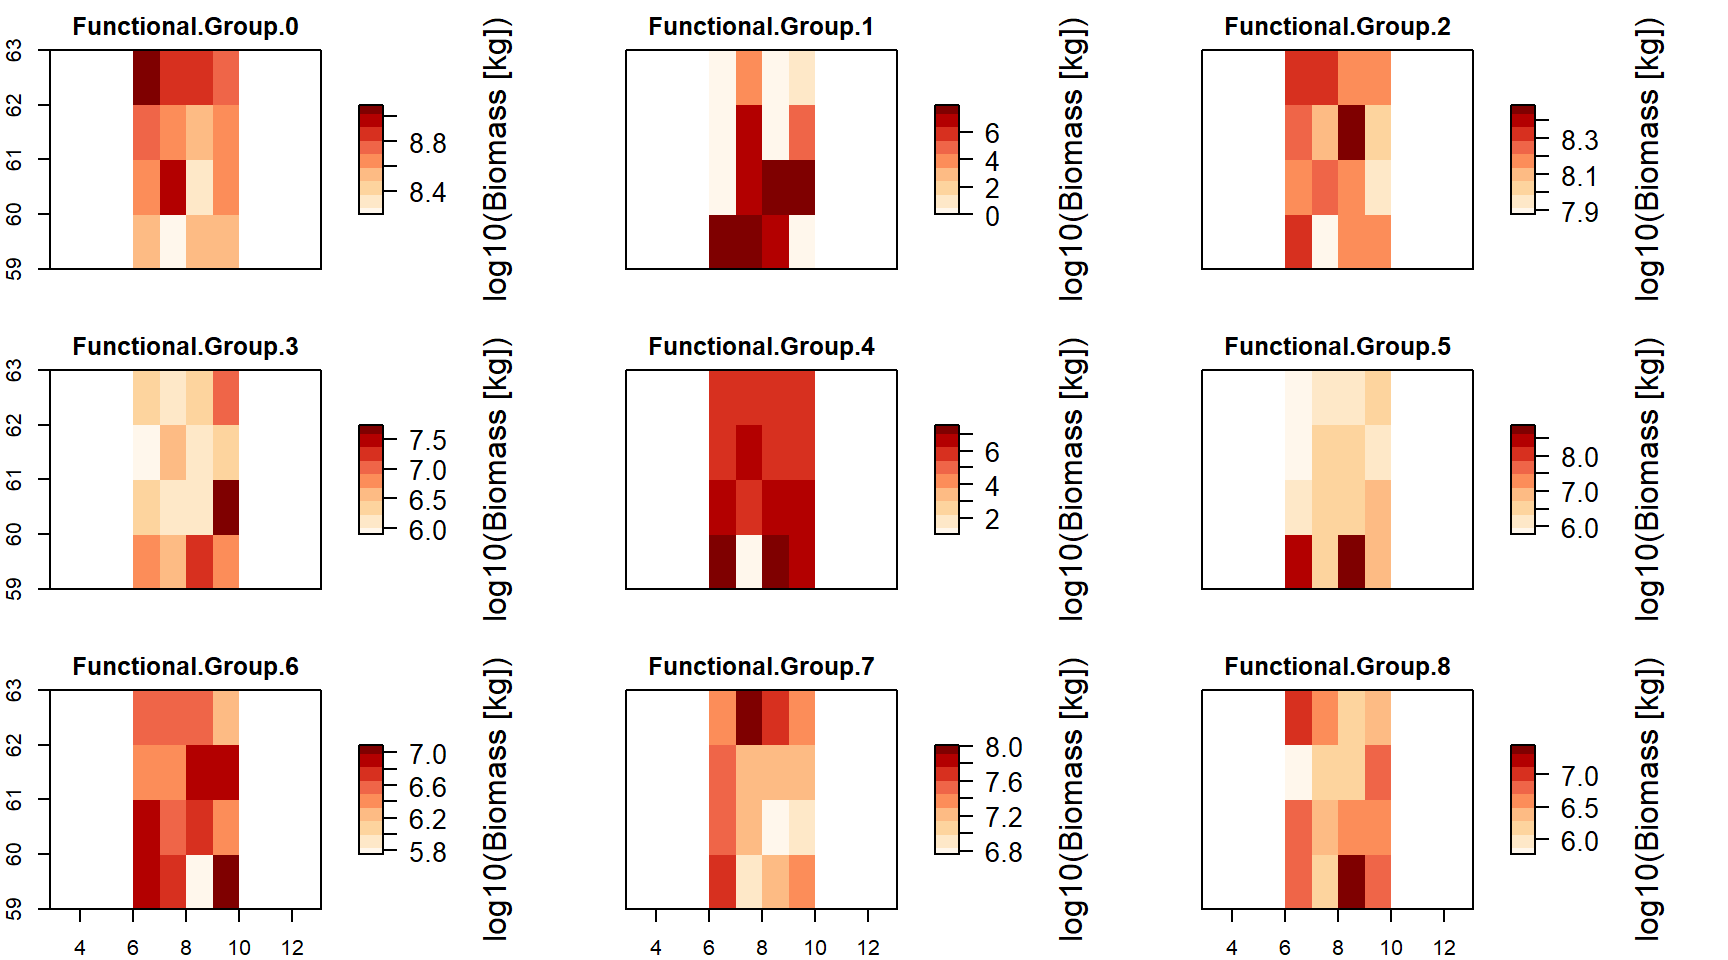 Functional.Group.0
63
62
61
60
59
8.8
8.4
log10(Biomass [kg])
Functional.Group.1
6
4
2
0
log10(Biomass [kg])
Functional.Group.2
8.3
8.1
7.9
log10(Biomass [kg])
Functional.Group.3
63
62
61
60
59
7.5
7.0
6.5
6.0
log10(Biomass [kg])
Functional.Group.4
6
4
2
log10(Biomass [kg])
Functional.Group.5
8.0
7.0
6.0
log10(Biomass [kg])
Functional.Group.6
63
62
61
60
59
4 6 8 10 12
7.0
6.6
6.2
5.8
log10(Biomass [kg])
Functional.Group.7
4 6 8 10 12
8.0
7.6
7.2
6.8
log10(Biomass [kg])
Functional.Group.8
4 6 8 10 12
7.0
6.5
6.0
log10(Biomass [kg])